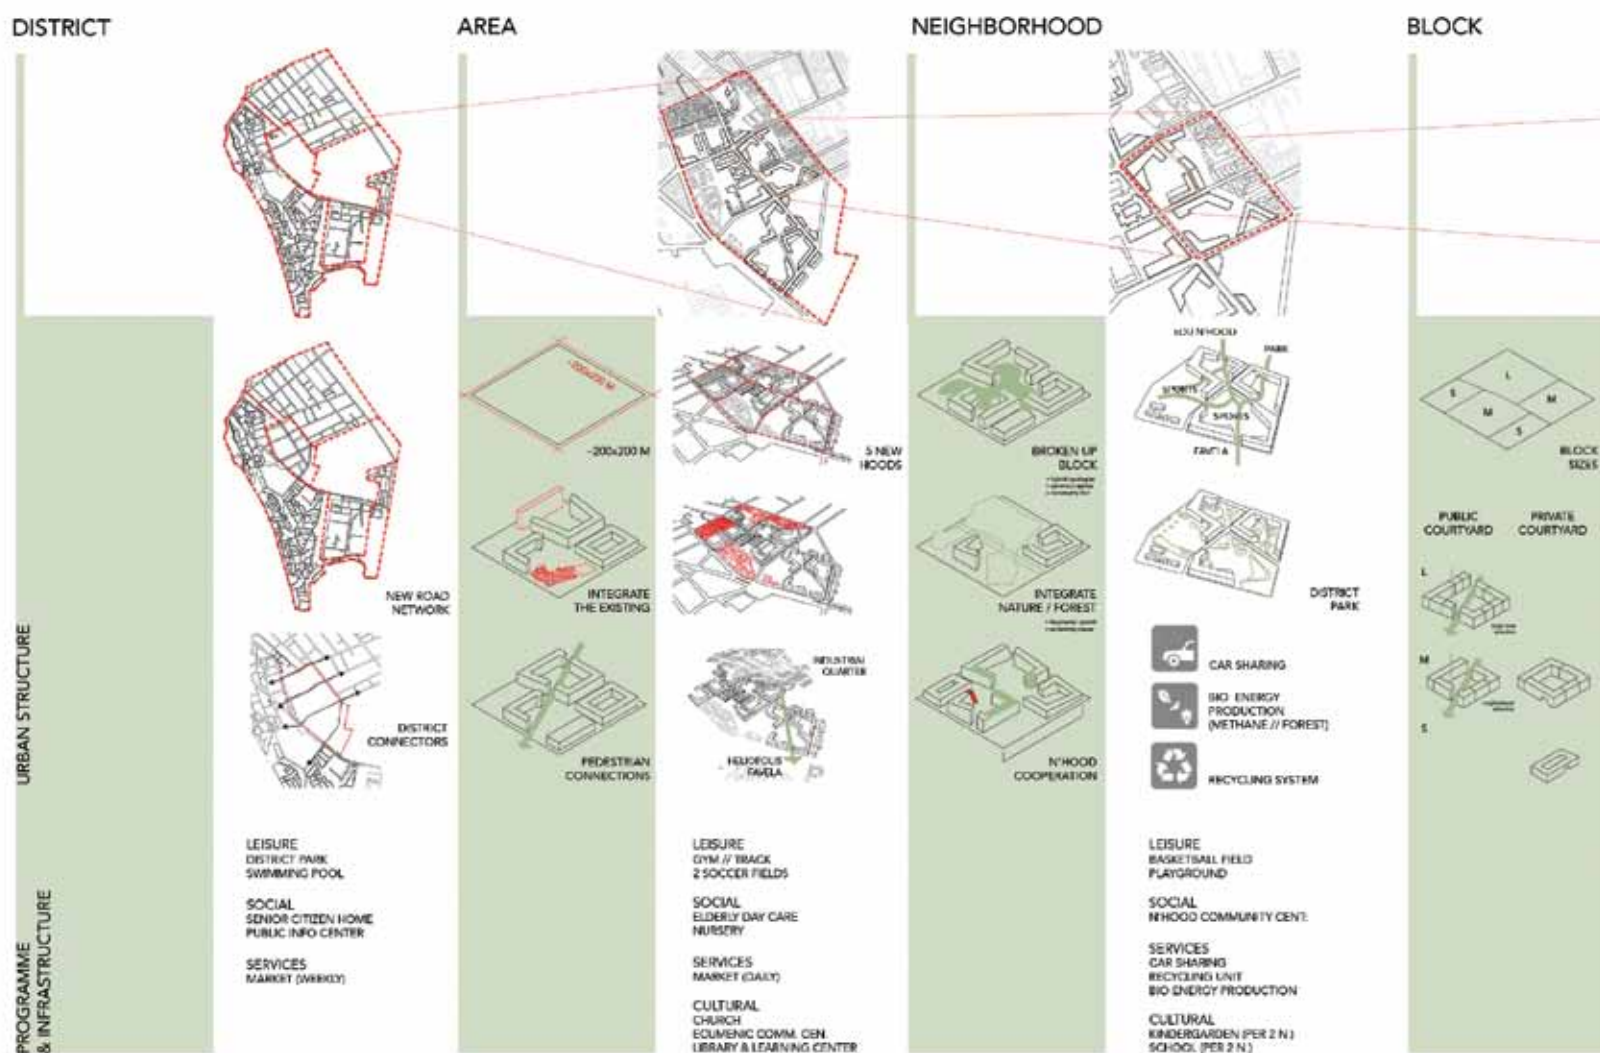 DISTRICT
AREA
NEIGHBORHOOD
BLOCK
URBAN STRUCTURE
PROGRAMME
& INFRASTRUCTURE
NEW ROAD
NETWORK
DISTRICT
CONNECTORS
LEISURE
DISTRICT PARK
SWIMMING POOL
SOCIAL
SENIOR CITIZEN HOME
PUBLIC INFO CENTER
SERVICES
MARKET (WEEKLY)
~200x200 M
~200x200 M
INTEGRATE
THE EXISTING
PEDESTRIAN
CONNECTIONS
5 NEW
HOODS
INDUSTRIAL
QUARTER
HELIOPOLIS
FAVELA
LEISURE
GYM // TRACK
2 SOCCER FIELDS
SOCIAL
ELDERLY DAY CARE
NURSERY
SERVICES
MARKET (DAILY)
CULTURAL
CHURCH
ECUMENIC COMM. CEN.
LIBRARY & LEARNING CENTER
BROKEN UP
BLOCK
INTEGRATE
NATURE / FOREST
N'HOOD
COOPERATION
EDU N'HOOD
PARK
SPORTS
SPORTS
FAVELA
DISTRICT
PARK
CAR SHARING
BIO ENERGY
PRODUCTION
(METHANE // FOREST)
RECYCLING SYSTEM
LEISURE
BASKETBALL FIELD
PLAYGROUND
SOCIAL
N'HOOD COMMUNITY CENT.
SERVICES
CAR SHARING
RECYCLING UNIT
BIO ENERGY PRODUCTION
CULTURAL
KINDERGARDEN (PER 2 N.)
SCHOOL (PER 2 N.)
L
S
M
M
S
BLOCK
SIZES
PUBLIC
COURTYARD
PRIVATE
COURTYARD
L
M
S